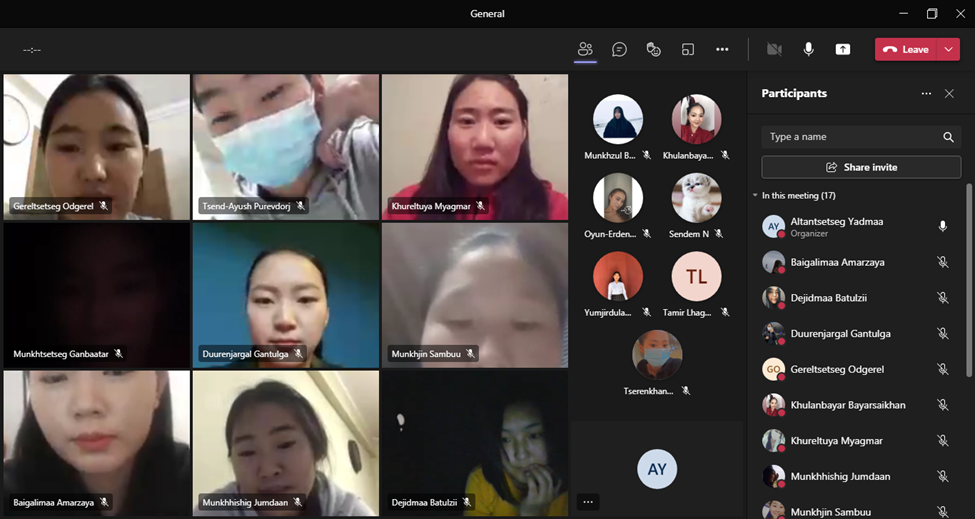 General
--:--
Leave
Gereltsetseg Odgerel
Tsend-Ayush Purevdorj
Khureltuya Myagmar
Munkhtsetseg Ganbaatar
Duurenjargal Gantulga
Munkhjin Sambuu
Baigalimaa Amarzaya
Munkhhishig Jumdaan
Dejidmaa Batulzii
Munkhzul B...
Khulanbaya...
Oyun-Erden...
Sendem N
TL
Yumjirdula...
Tamir Lhag...
Tserenkhan...
AY
Participants
Type a name
Share invite
In this meeting (17)
AY
Altantsetseg Yadmaa
Organizer
Baigalimaa Amarzaya
Dejidmaa Batulzii
Duurenjargal Gantulga
GO
Gereltsetseg Odgerel
Khulanbayar Bayarsaikhan
Khureltuya Myagmar
Munkhhishig Jumdaan
Munkhjin Sambuu